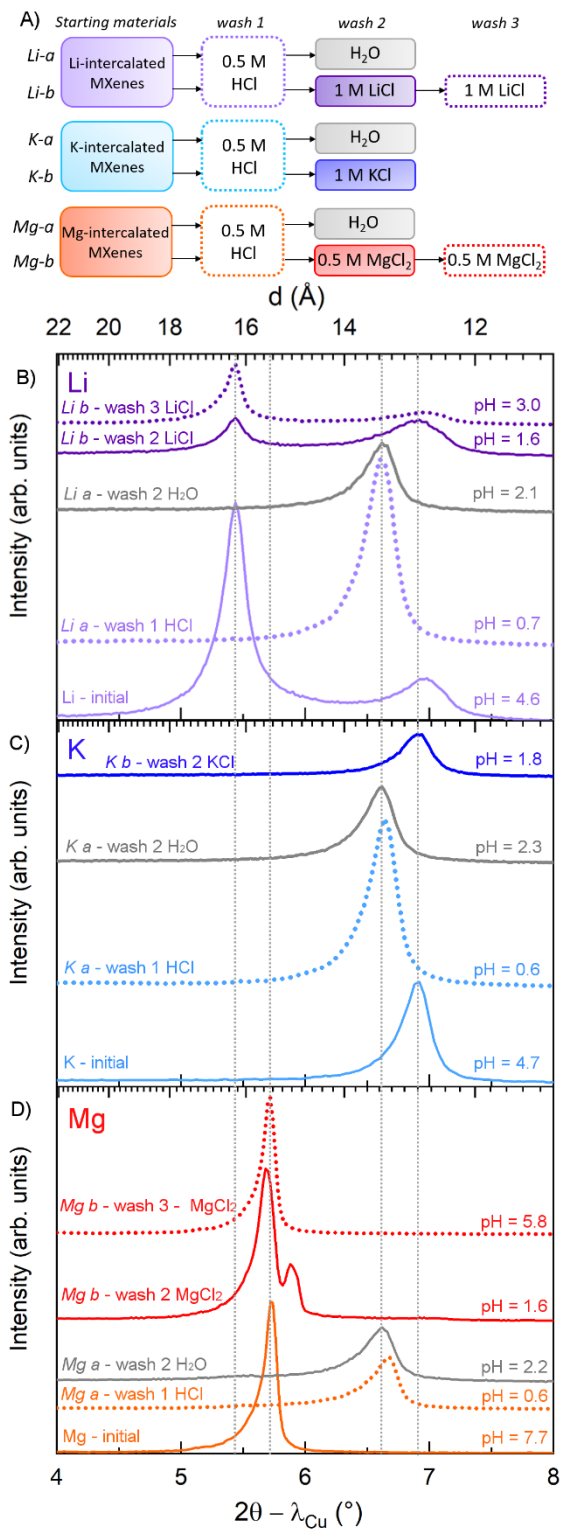 A) Starting materials wash 1 wash 2 wash 3
Li-a
Li-b
Li-intercalated
MXenes
0.5 M
HCl
H₂O
1 M LiCl
1 M LiCl
K-a
K-b
K-intercalated
MXenes
0.5 M
HCl
H₂O
1 M KCl
Mg-a
Mg-b
Mg-intercalated
MXenes
0.5 M
HCl
H₂O
0.5 M MgCl₂
0.5 M MgCl₂
d (Å)
22 20 18 16 14 12
B) Li
Li b - wash 3 LiCl pH = 3.0
Li b - wash 2 LiCl pH = 1.6
Li a - wash 2 H₂O pH = 2.1
Li a - wash 1 HCl pH = 0.7
Li - initial pH = 4.6
Intensity (arb. units)
C) K
K b - wash 2 KCl pH = 1.8
K a - wash 2 H₂O pH = 2.3
K a - wash 1 HCl pH = 0.6
K - initial pH = 4.7
Intensity (arb. units)
D) Mg
Mg b - wash 3 - MgCl₂ pH = 5.8
Mg b - wash 2 MgCl₂ pH = 1.6
Mg a - wash 2 H₂O pH = 2.2
Mg a - wash 1 HCl pH = 0.6
Mg - initial pH = 7.7
Intensity (arb. units)
4 5 6 7 8
2θ – λCu (°)